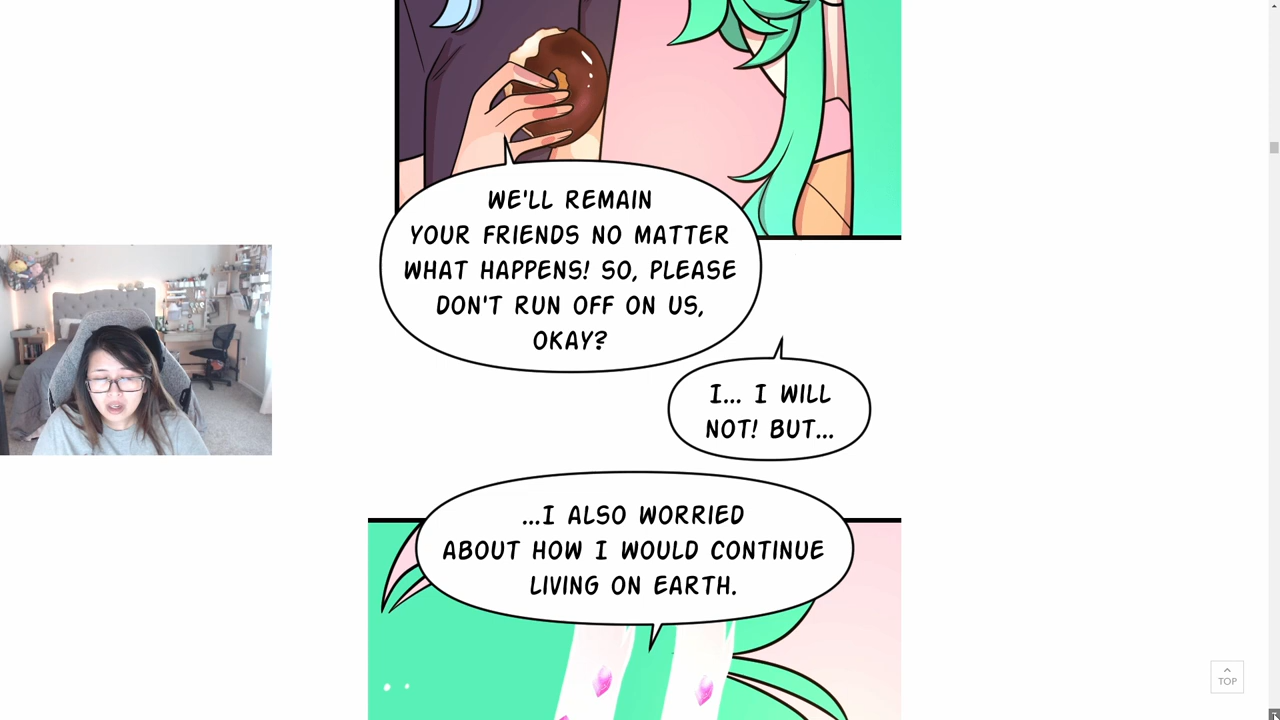 WE'LL REMAIN
YOUR FRIENDS NO MATTER
WHAT HAPPENS! SO, PLEASE
DON'T RUN OFF ON US,
OKAY?
I... I WILL
NOT! BUT...
...I ALSO WORRIED
ABOUT HOW I WOULD CONTINUE
LIVING ON EARTH.
TOP